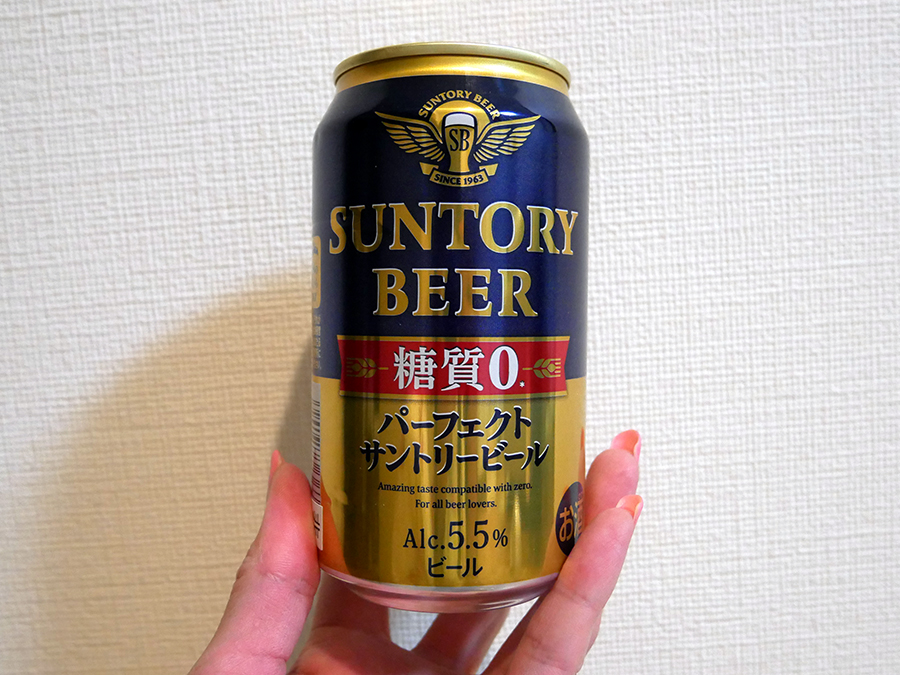 SUNTORY BEER
SB
SINCE 1963
SUNTORY
BEER
糖質0*
パーフェクト
サントリービール
Amazing taste compatible with zero.
For all beer lovers.
Alc.5.5%
ビール
お酒